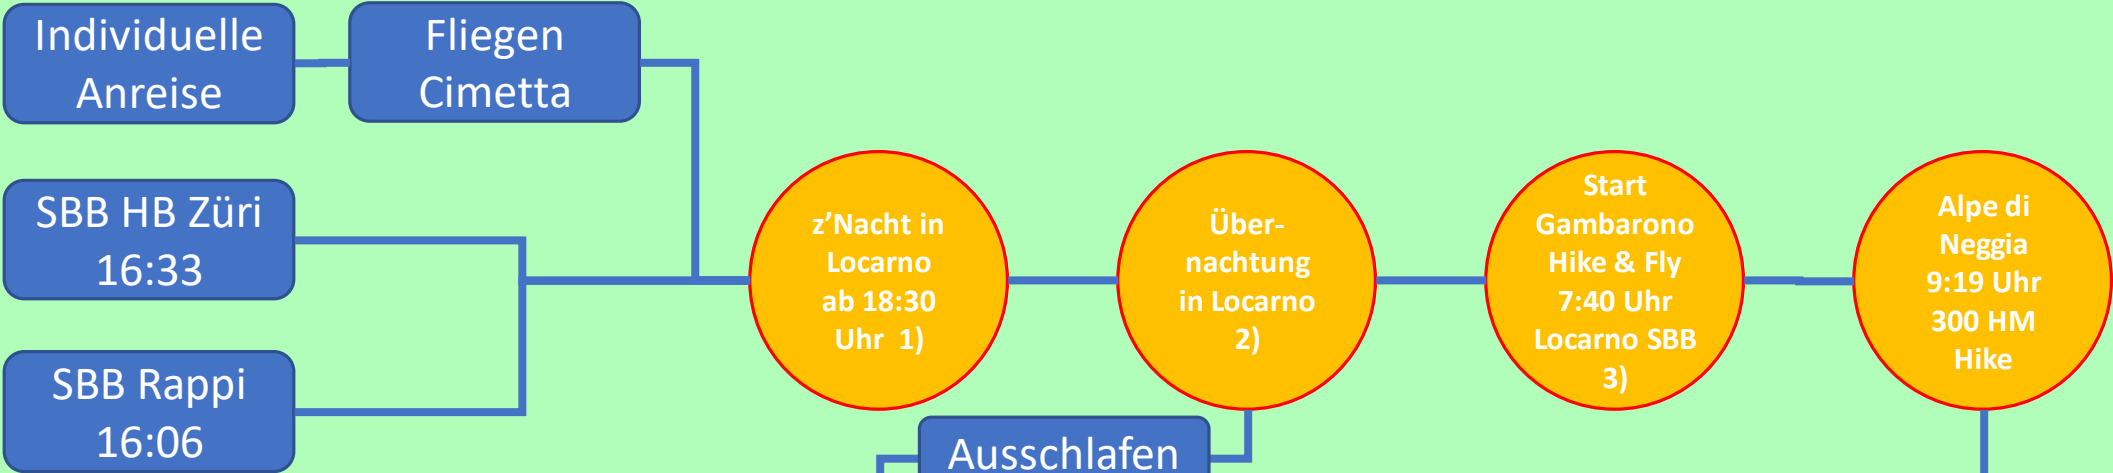 Individuelle
Anreise
Fliegen
Cimetta
SBB HB Züri
16:33
SBB Rappi
16:06
z’Nacht in
Locarno
ab 18:30
Uhr 1)
Über-
nachtung
in Locarno
2)
Start
Gambarono
Hike & Fly
7:40 Uhr
Locarno SBB
3)
Alpe di
Neggia
9:19 Uhr
300 HM
Hike
Ausschlafen